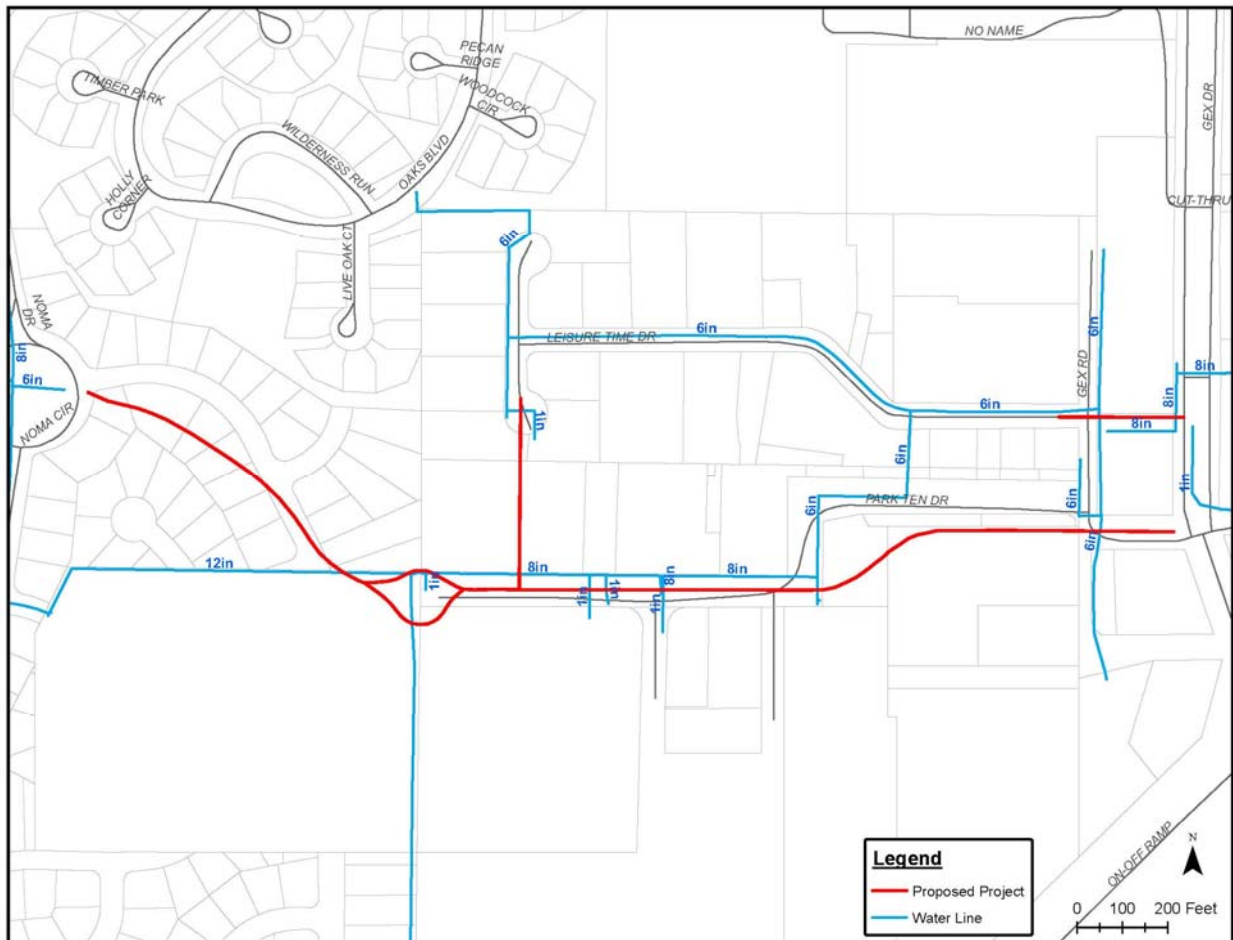 NO NAME
PECAN
RIDGE
WOODCOCK
CIR
TIMBER PARK
WILDERNESS RUN
OAKS BLVD
GEX DR
HOLLY
CORNER
CUT-THRU
LIVE OAK CT
6in
NOMA
DR
8in
6in
LEISURE TIME DR
6in
GEX RD
6in
8in
8in
6in
NOMA CIR
1in
8in
6in
1in
PARK TEN DR
6in
6in
6in
12in
8in
8in
8in
1in
1in
1in
1in
ON-OFF RAMP
Legend
Proposed Project
Water Line
N
0 100 200 Feet